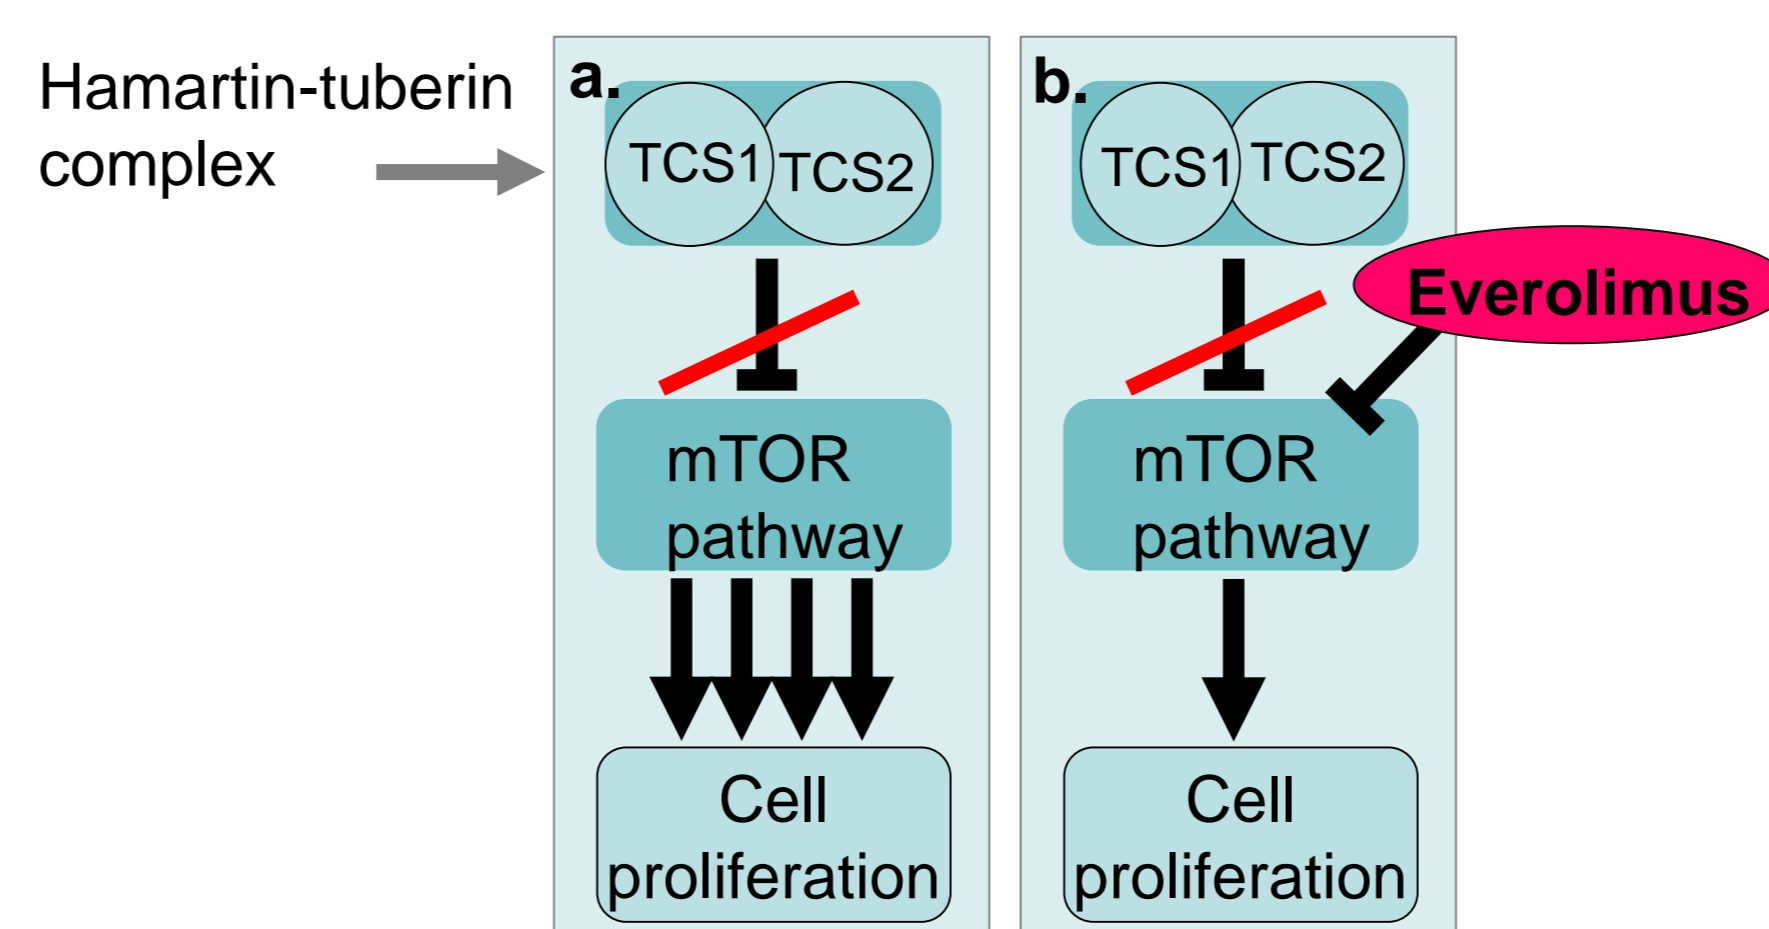 Hamartin-tuberin
complex
a.
TCS1
TCS2
mTOR
pathway
Cell
proliferation
b.
TCS1
TCS2
Everolimus
mTOR
pathway
Cell
proliferation